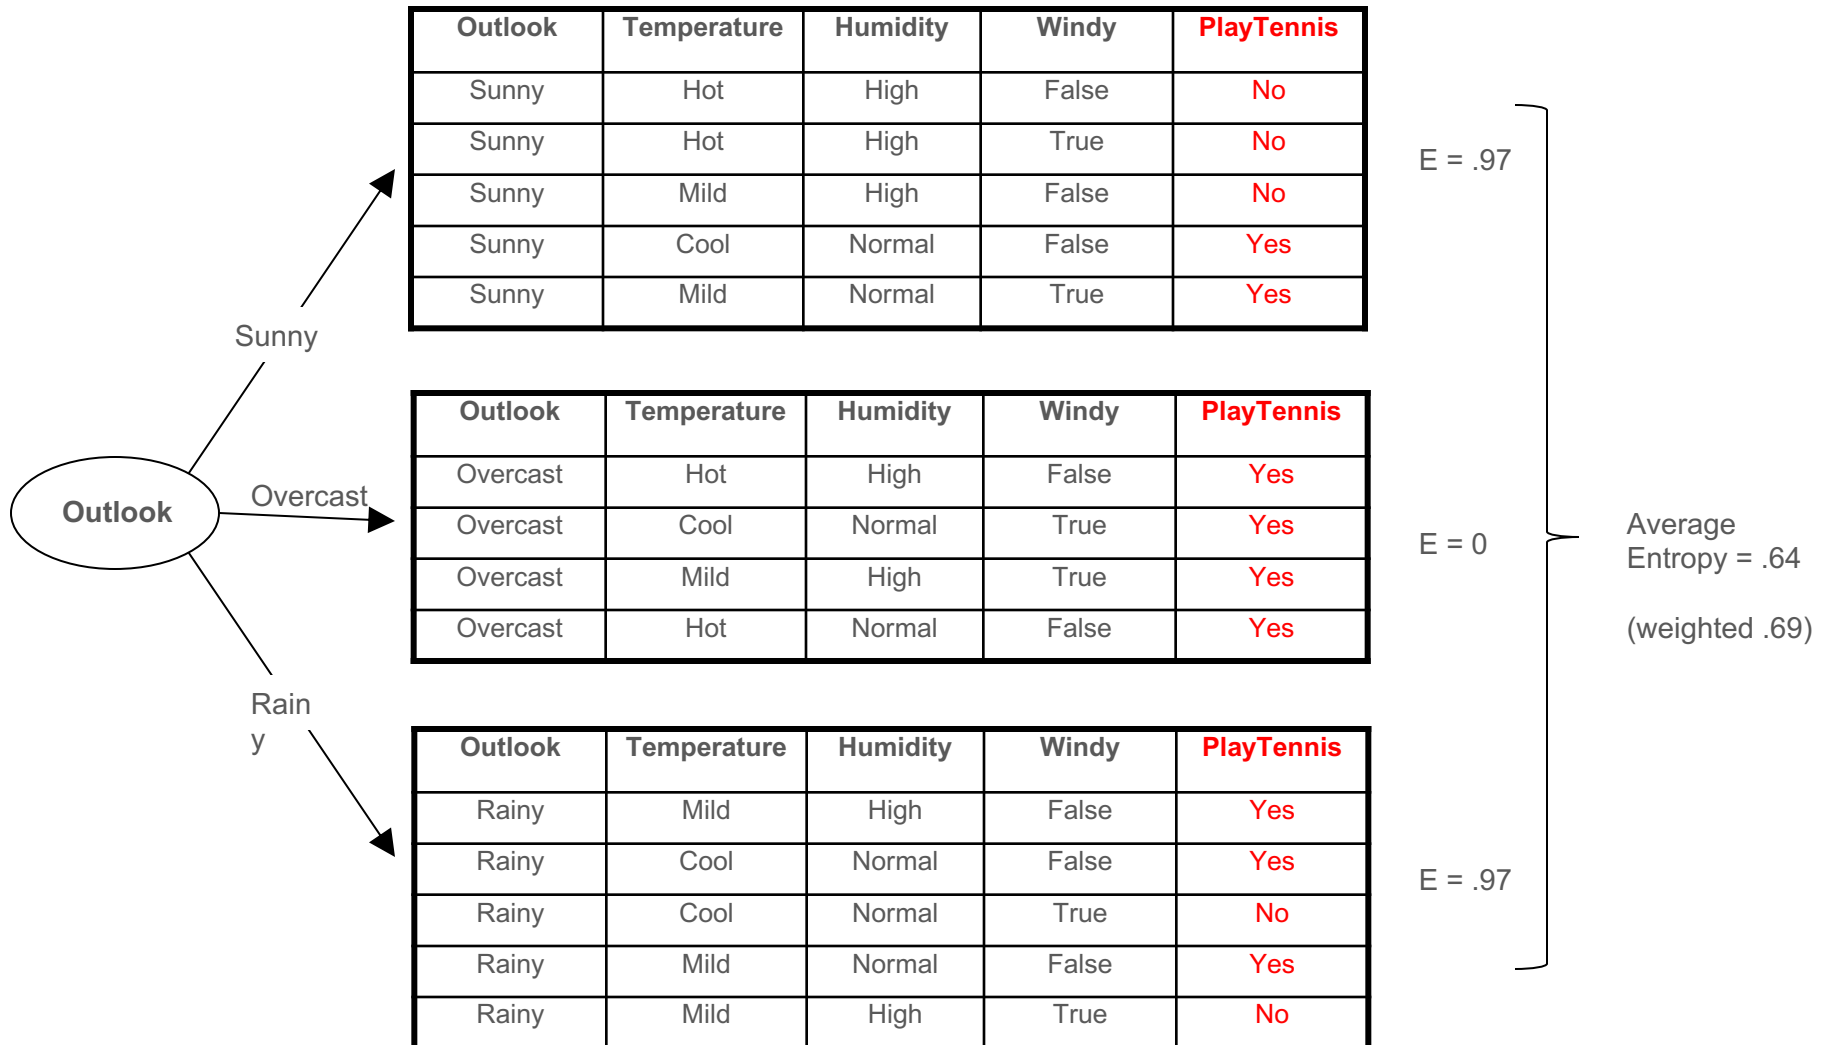 Outlook Temperature Humidity Windy PlayTennis
Sunny Hot High False No
Sunny Hot High True No
Sunny Mild High False No
Sunny Cool Normal False Yes
Sunny Mild Normal True Yes
E = .97
Sunny
Outlook Temperature Humidity Windy PlayTennis
Overcast Hot High False Yes
Overcast Cool Normal True Yes
Overcast Mild High True Yes
Overcast Hot Normal False Yes
E = 0
Outlook
Overcast
Average
Entropy = .64
(weighted .69)
Rain
y
Outlook Temperature Humidity Windy PlayTennis
Rainy Mild High False Yes
Rainy Cool Normal False Yes
Rainy Cool Normal True No
Rainy Mild Normal False Yes
Rainy Mild High True No
E = .97